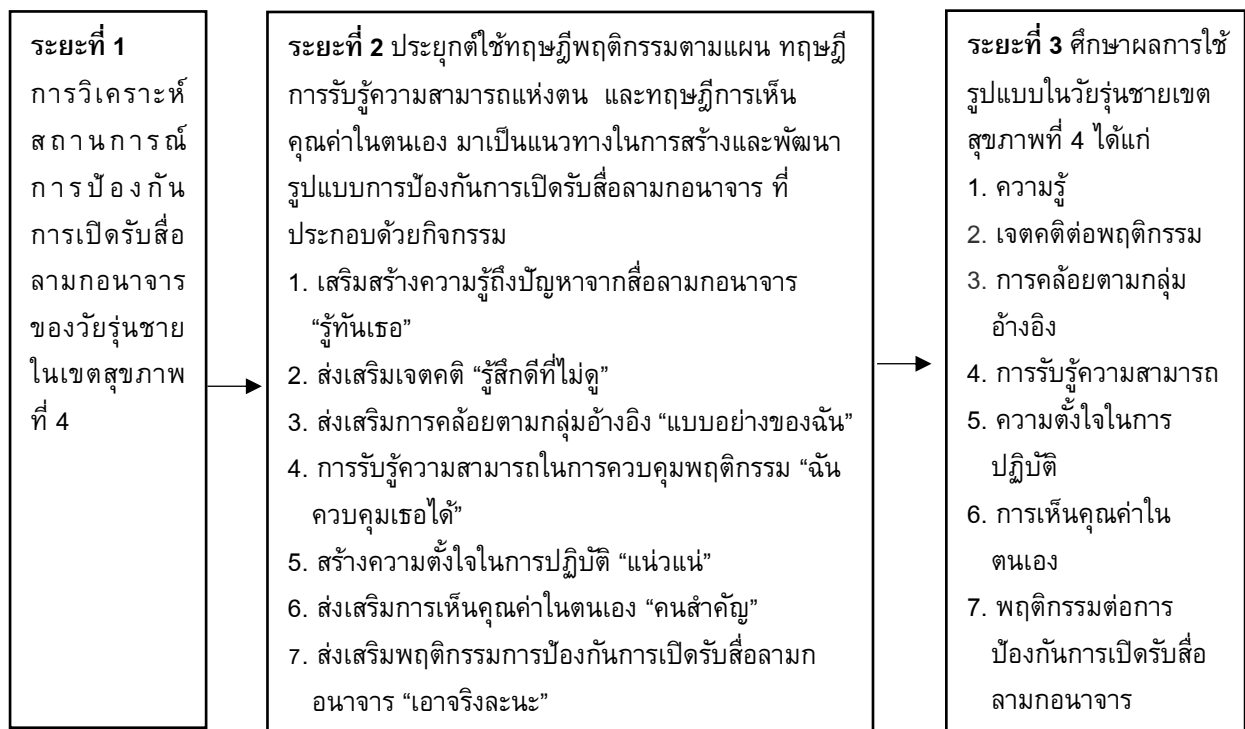 ระยะที่ 1
การวิเคราะห์
สถานการณ์
การป้องกัน
การเปิดรับสื่อ
ลามกอนาจาร
ของวัยรุ่นชาย
ในเขตสุขภาพ
ที่ 4
ระยะที่ 2 ประยุกต์ใช้ทฤษฎีพฤติกรรมตามแผน ทฤษฎี
การรับรู้ความสามารถแห่งตน และทฤษฎีการเห็น
คุณค่าในตนเอง มาเป็นแนวทางในการสร้างและพัฒนา
รูปแบบการป้องกันการเปิดรับสื่อลามกอนาจาร ที่
ประกอบด้วยกิจกรรม
1. เสริมสร้างความรู้ถึงปัญหาจากสื่อลามกอนาจาร
“รู้ทันเธอ”
2. ส่งเสริมเจตคติ “รู้สึกดีที่ไม่ดู”
3. ส่งเสริมการคล้อยตามกลุ่มอ้างอิง “แบบอย่างของฉัน”
4. การรับรู้ความสามารถในการควบคุมพฤติกรรม “ฉัน
ควบคุมเธอได้”
5. สร้างความตั้งใจในการปฏิบัติ “แน่วแน่”
6. ส่งเสริมการเห็นคุณค่าในตนเอง “คนสำคัญ”
7. ส่งเสริมพฤติกรรมการป้องกันการเปิดรับสื่อลามก
อนาจาร “เอาจริงละนะ”
ระยะที่ 3 ศึกษาผลการใช้
รูปแบบในวัยรุ่นชายเขต
สุขภาพที่ 4 ได้แก่
1. ความรู้
2. เจตคติต่อพฤติกรรม
3. การคล้อยตามกลุ่ม
อ้างอิง
4. การรับรู้ความสามารถ
5. ความตั้งใจในการ
ปฏิบัติ
6. การเห็นคุณค่าใน
ตนเอง
7. พฤติกรรมต่อการ
ป้องกันการเปิดรับสื่อ
ลามกอนาจาร